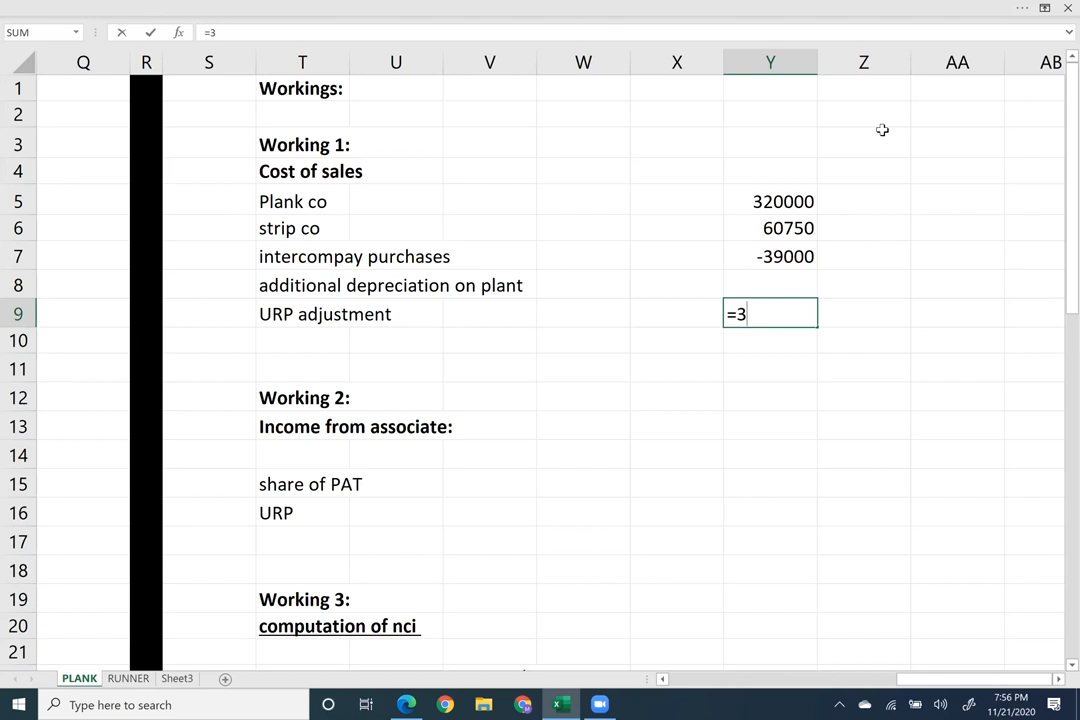 SUM
fx
=3
Q R S T U V W X Y Z AA AB
1 Workings:
2
3 Working 1:
4 Cost of sales
5 Plank co 320000
6 strip co 60750
7 intercompay purchases -39000
8 additional depreciation on plant
9 URP adjustment =3
10
11
12 Working 2:
13 Income from associate:
14
15 share of PAT
16 URP
17
18
19 Working 3:
20 computation of nci
21
PLANK RUNNER Sheet3
Type here to search
7:56 PM
11/21/2020